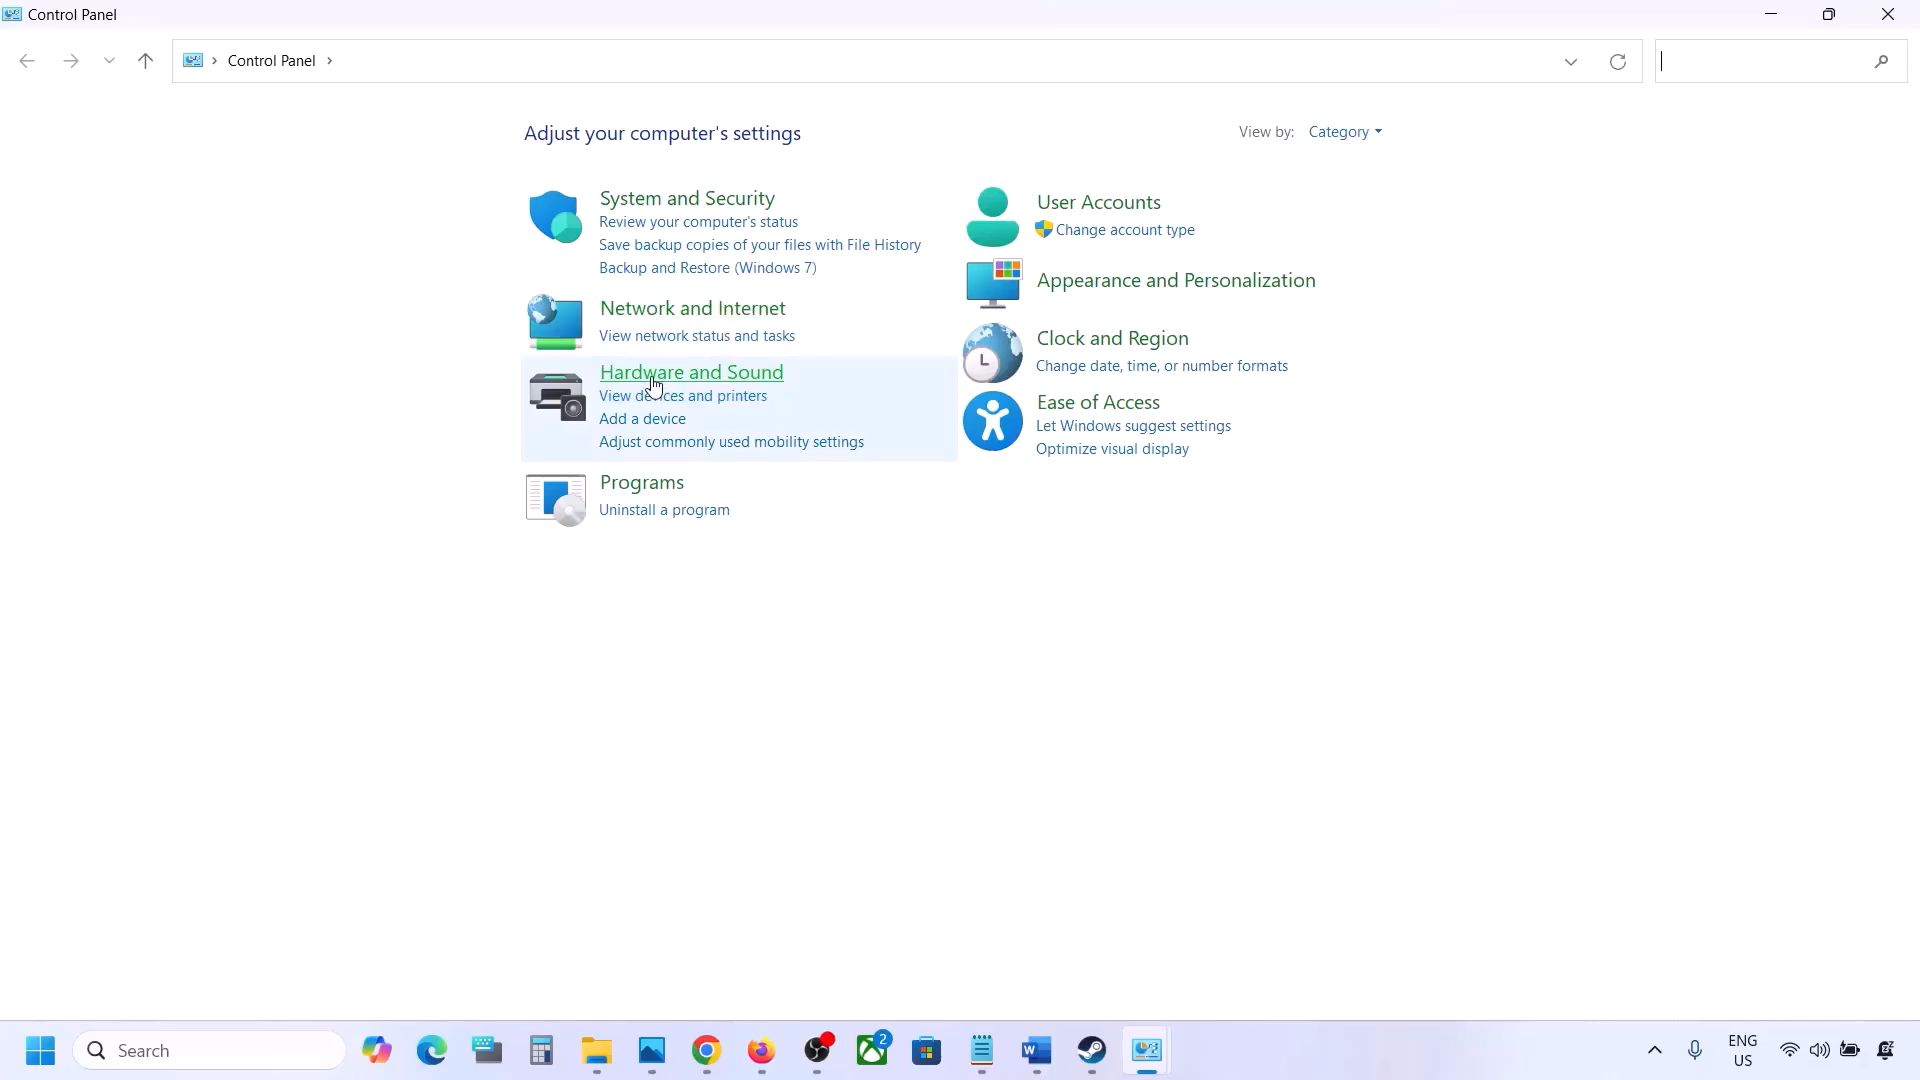 Control Panel
Control Panel
Adjust your computer's settings
View by: Category
System and Security
Review your computer's status
Save backup copies of your files with File History
Backup and Restore (Windows 7)
Network and Internet
View network status and tasks
Hardware and Sound
View devices and printers
Add a device
Adjust commonly used mobility settings
Programs
Uninstall a program
User Accounts
Change account type
Appearance and Personalization
Clock and Region
Change date, time, or number formats
Ease of Access
Let Windows suggest settings
Optimize visual display
Search
2
ENG
US